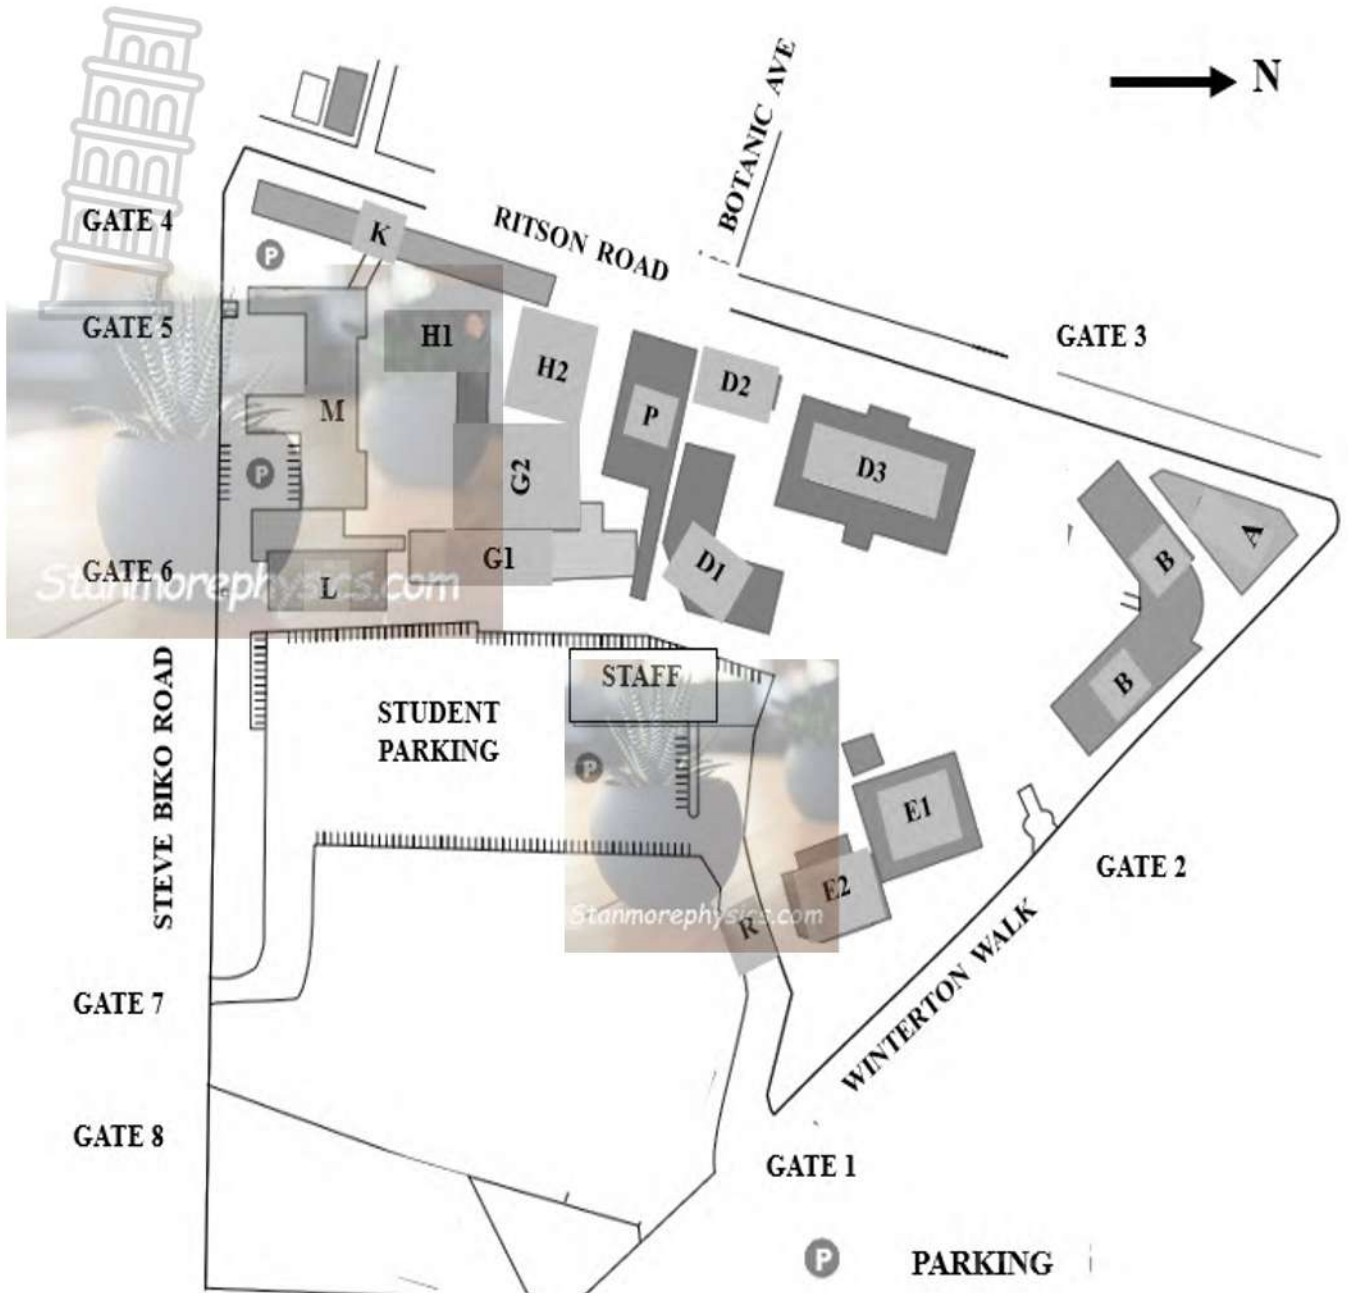 N
BOTANIC AVE
GATE 4
K
P
RITSON ROAD
GATE 5
H1
H2
P
D2
GATE 3
M
P
G2
D3
GATE 6
Stanmorephysics.com
L
G1
D1
B
A
B
STEVE BIKO ROAD
STUDENT
PARKING
STAFF
P
E1
E2
GATE 2
Stanmorephysics.com
R
WINTERTON WALK
GATE 7
GATE 8
GATE 1
P PARKING